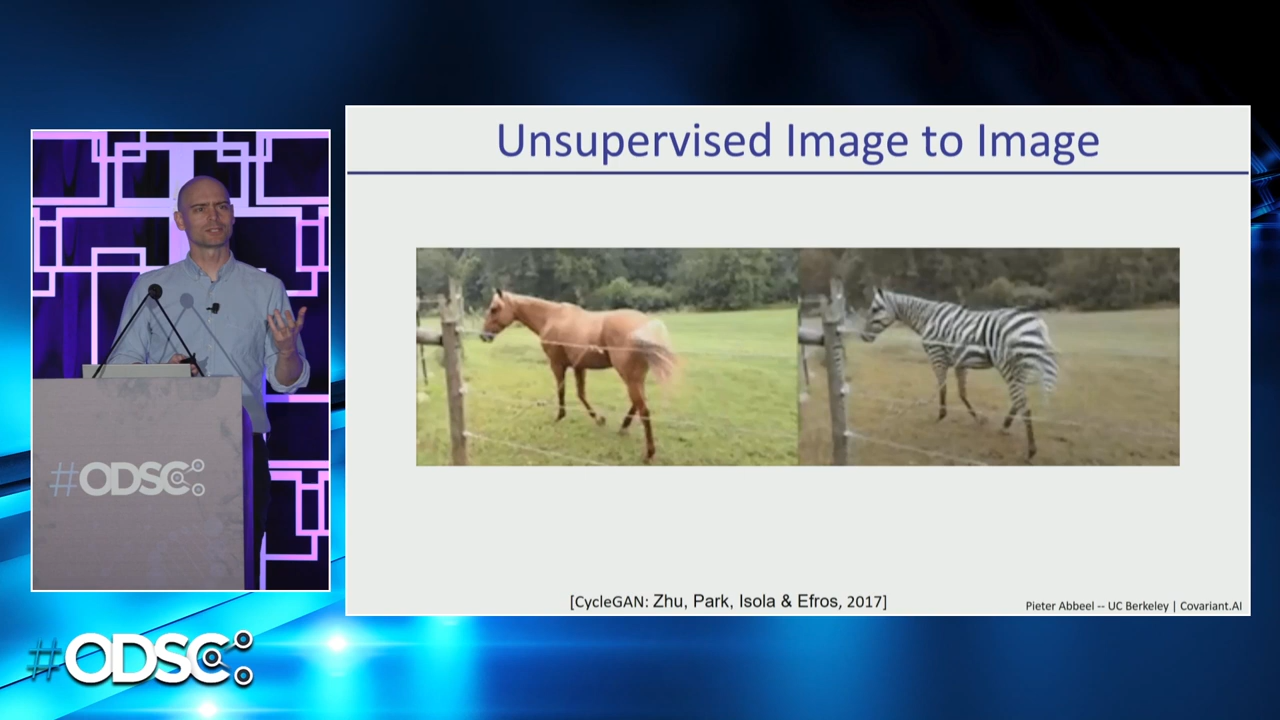 Unsupervised Image to Image
[CycleGAN: Zhu, Park, Isola & Efros, 2017]
Pieter Abbeel -- UC Berkeley | Covariant.AI
#ODSC
#ODSC